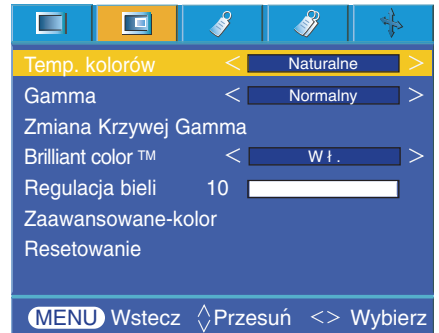 Temp. kolorów < Naturalne >
Gamma < Normalny >
Zmiana Krzywej Gamma
Brilliant color ™ < Wł. >
Regulacja bieli 10
Zaawansowane-kolor
Resetowanie
MENU Wstecz ◇ Przesuń <> Wybierz